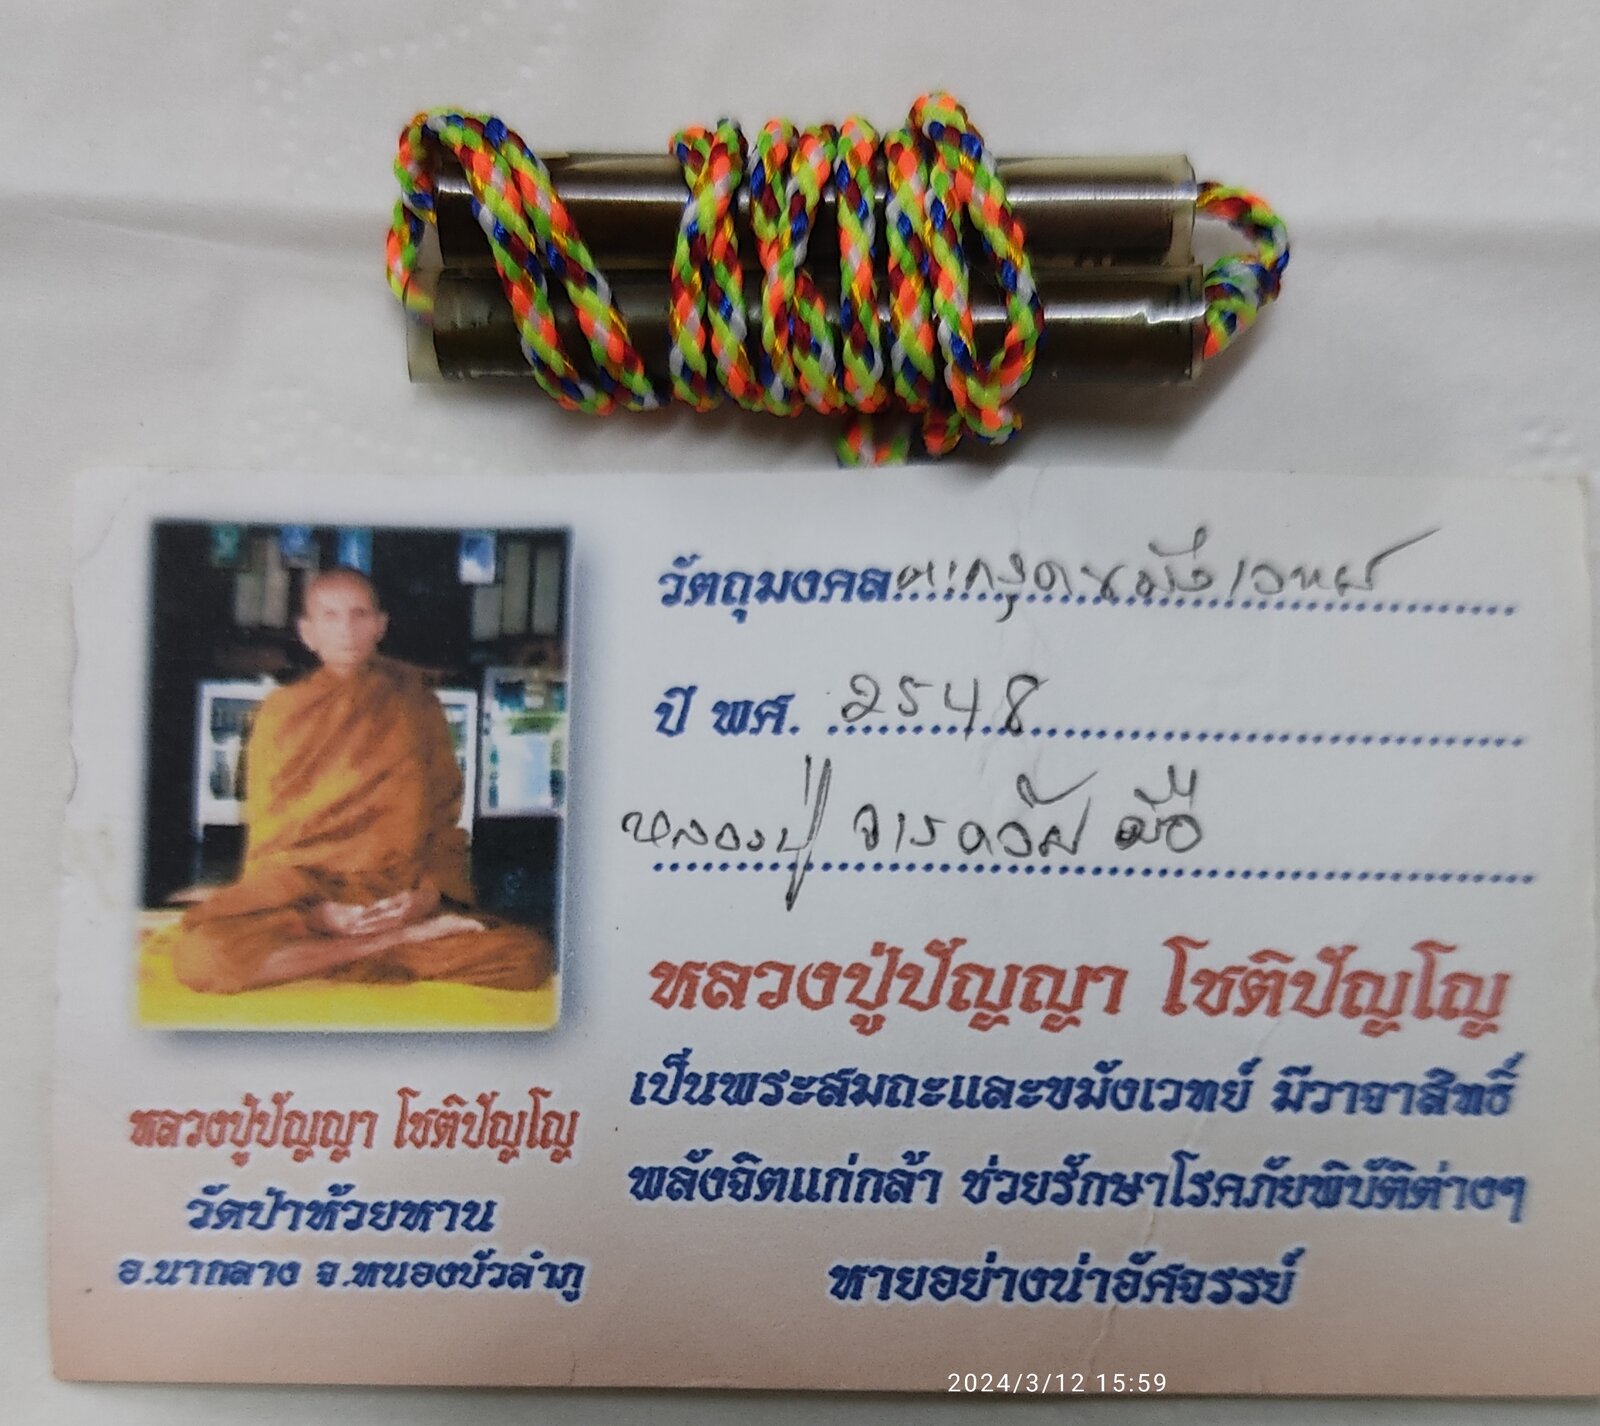 วัตถุมงคล ตะกรุดขมังเวทย์
ปี พศ. 2548
หลวงปู่ จารด้วย มือ
หลวงปู่ปัญญา โชติปัญโญ
เป็นพระสมถะและขมังเวทย์ มีวาจาสิทธิ์
พลังจิตแก่กล้า ช่วยรักษาโรคภัยพิบัติต่างๆ
หายอย่างน่าอัศจรรย์
หลวงปู่ปัญญา โชติปัญโญ
วัดป่าห้วยหาน
อ.นากลาง จ.หนองบัวลำภู
2024/3/12 15:59